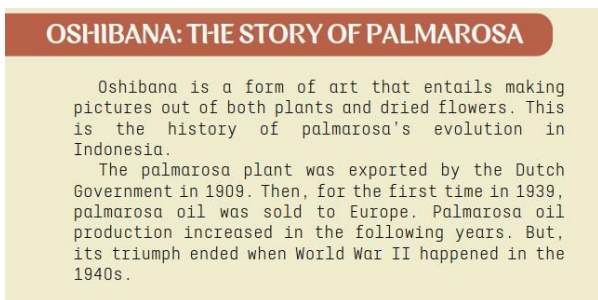 OSHIBANA: THE STORY OF PALMAROSA
Oshibana is a form of art that entails making
pictures out of both plants and dried flowers. This
is the history of palmarosa's evolution in
Indonesia.
The palmarosa plant was exported by the Dutch
Government in 1909. Then, for the first time in 1939,
palmarosa oil was sold to Europe. Palmarosa oil
production increased in the following years. But,
its triumph ended when World War II happened in the
1940s.